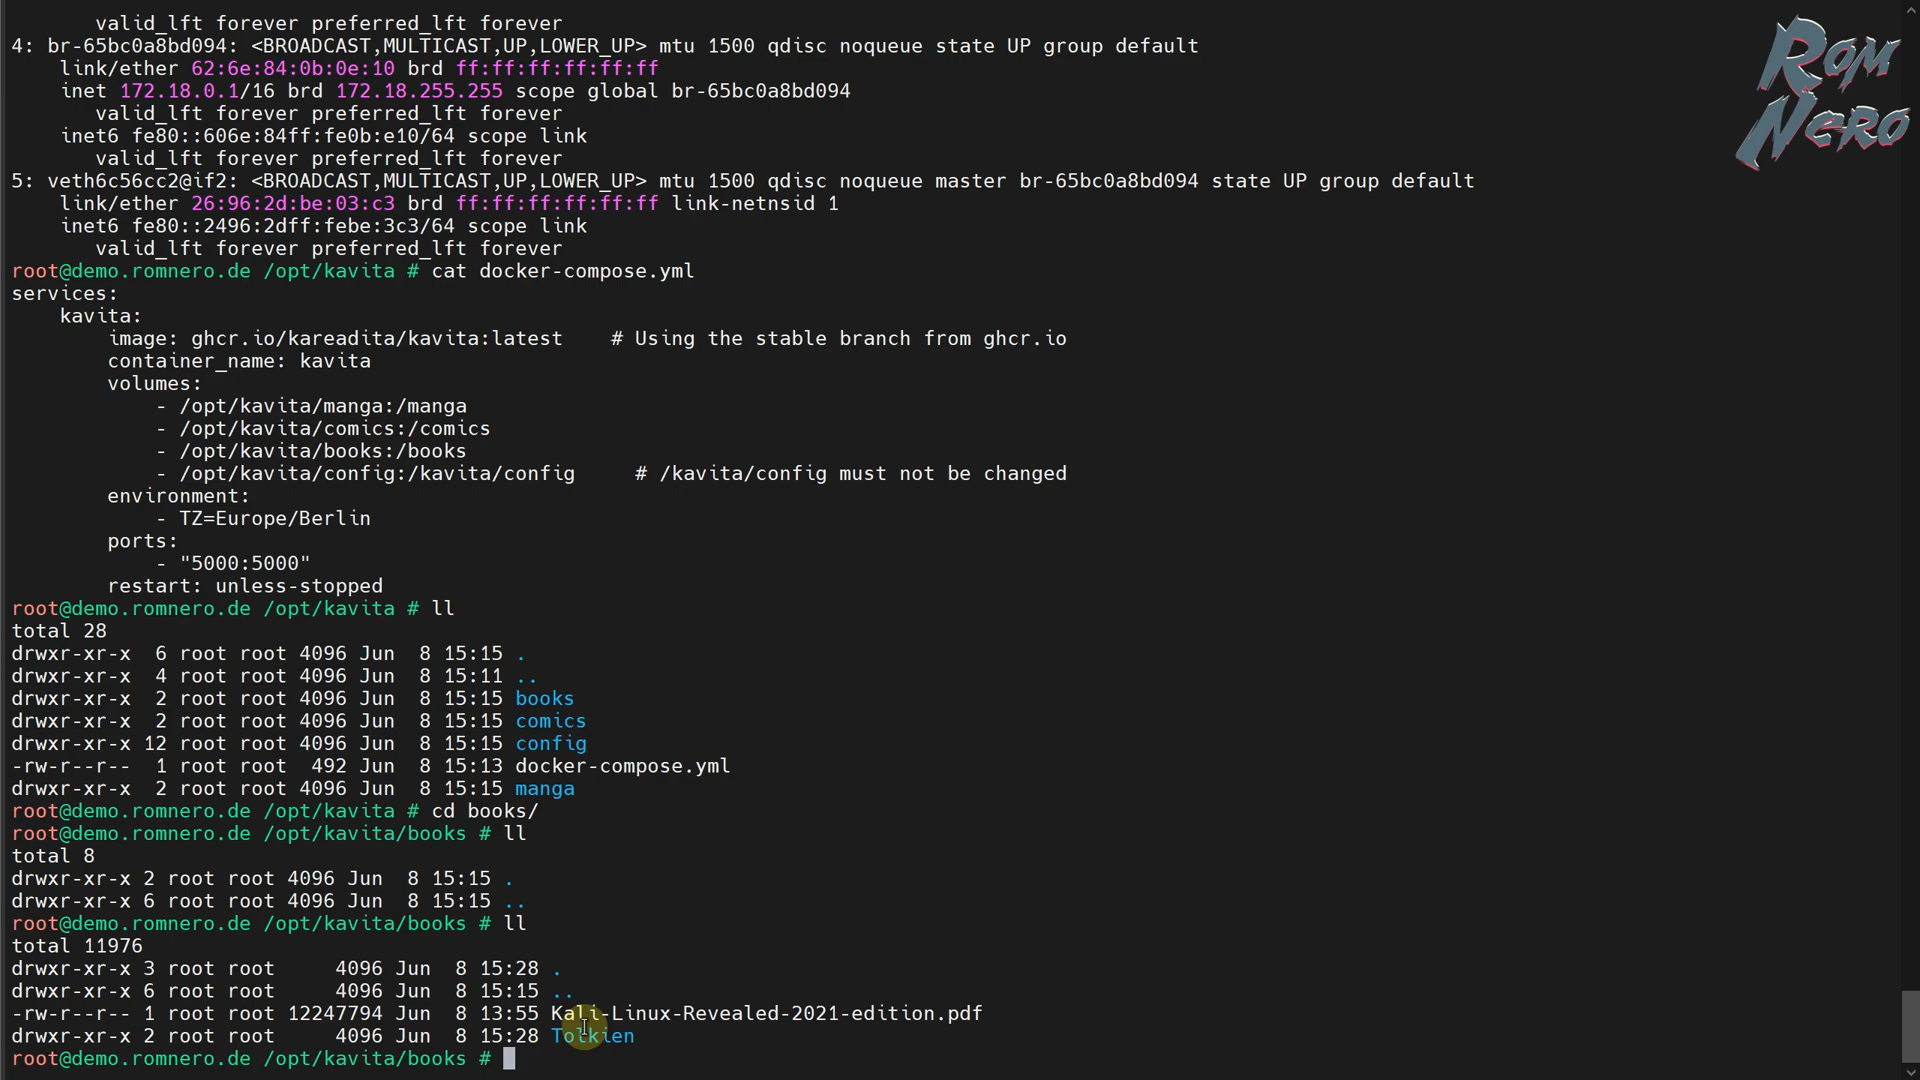 valid_lft forever preferred_lft forever
4: br-65bc0a8bd094: <BROADCAST,MULTICAST,UP,LOWER_UP> mtu 1500 qdisc noqueue state UP group default
    link/ether 62:6e:84:0b:0e:10 brd ff:ff:ff:ff:ff:ff
    inet 172.18.0.1/16 brd 172.18.255.255 scope global br-65bc0a8bd094
       valid_lft forever preferred_lft forever
    inet6 fe80::606e:84ff:fe0b:e10/64 scope link
       valid_lft forever preferred_lft forever
5: veth6c56cc2@if2: <BROADCAST,MULTICAST,UP,LOWER_UP> mtu 1500 qdisc noqueue master br-65bc0a8bd094 state UP group default
    link/ether 26:96:2d:be:03:c3 brd ff:ff:ff:ff:ff:ff link-netnsid 1
    inet6 fe80::2496:2dff:febe:3c3/64 scope link
       valid_lft forever preferred_lft forever
root@demo.romnero.de /opt/kavita # cat docker-compose.yml
services:
    kavita:
        image: ghcr.io/kareadita/kavita:latest    # Using the stable branch from ghcr.io
        container_name: kavita
        volumes:
            - /opt/kavita/manga:/manga
            - /opt/kavita/comics:/comics
            - /opt/kavita/books:/books
            - /opt/kavita/config:/kavita/config     # /kavita/config must not be changed
        environment:
            - TZ=Europe/Berlin
        ports:
            - "5000:5000"
        restart: unless-stopped
root@demo.romnero.de /opt/kavita # ll
total 28
drwxr-xr-x  6 root root 4096 Jun  8 15:15 .
drwxr-xr-x  4 root root 4096 Jun  8 15:11 ..
drwxr-xr-x  2 root root 4096 Jun  8 15:15 books
drwxr-xr-x  2 root root 4096 Jun  8 15:15 comics
drwxr-xr-x 12 root root 4096 Jun  8 15:15 config
-rw-r--r--  1 root root  492 Jun  8 15:13 docker-compose.yml
drwxr-xr-x  2 root root 4096 Jun  8 15:15 manga
root@demo.romnero.de /opt/kavita # cd books/
root@demo.romnero.de /opt/kavita/books # ll
total 8
drwxr-xr-x 2 root root 4096 Jun  8 15:15 .
drwxr-xr-x 6 root root 4096 Jun  8 15:15 ..
root@demo.romnero.de /opt/kavita/books # ll
total 11976
drwxr-xr-x 3 root root     4096 Jun  8 15:28 .
drwxr-xr-x 6 root root     4096 Jun  8 15:15 ..
-rw-r--r-- 1 root root 12247794 Jun  8 13:55 Kali-Linux-Revealed-2021-edition.pdf
drwxr-xr-x 2 root root     4096 Jun  8 15:28 Tolkien
root@demo.romnero.de /opt/kavita/books #
Rom
Nero